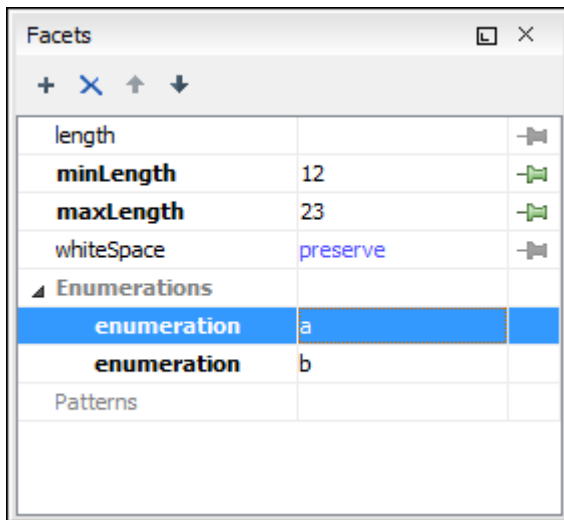 Facets
length
minLength 12
maxLength 23
whiteSpace preserve
Enumerations
enumeration a
enumeration b
Patterns